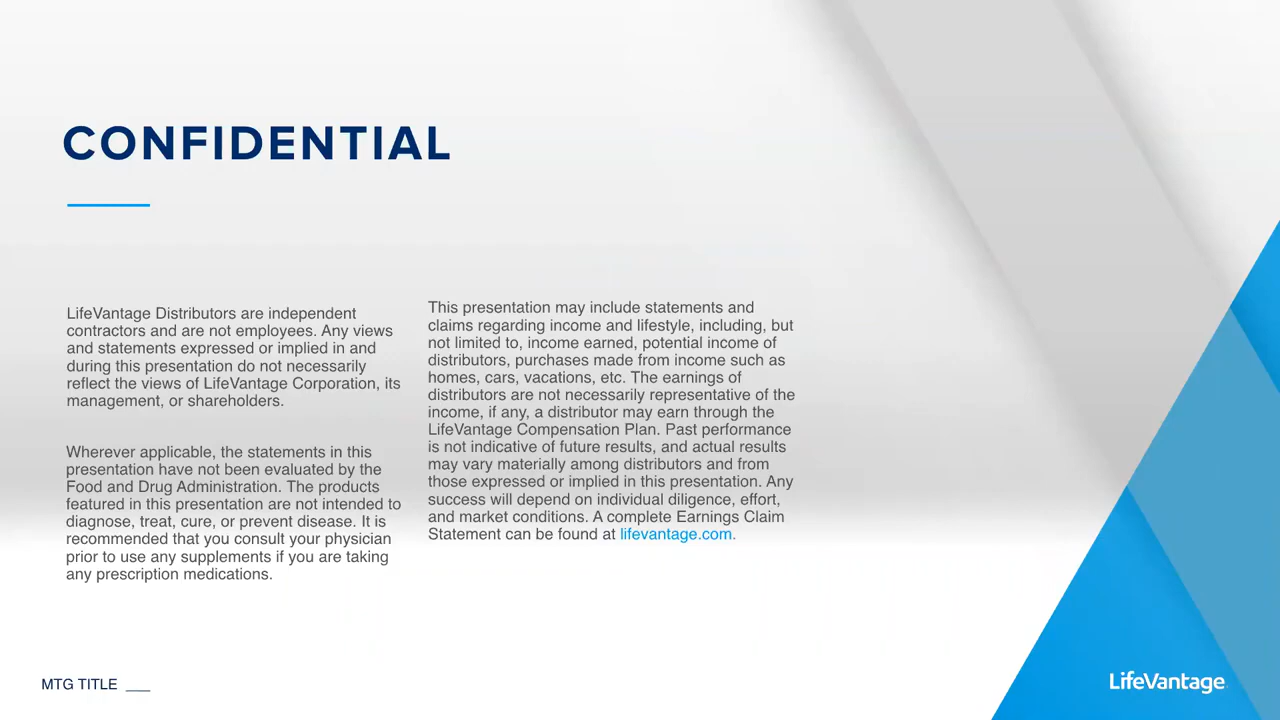 CONFIDENTIAL
LifeVantage Distributors are independent
contractors and are not employees. Any views
and statements expressed or implied in and
during this presentation do not necessarily
reflect the views of LifeVantage Corporation, its
management, or shareholders.
Wherever applicable, the statements in this
presentation have not been evaluated by the
Food and Drug Administration. The products
featured in this presentation are not intended to
diagnose, treat, cure, or prevent disease. It is
recommended that you consult your physician
prior to use any supplements if you are taking
any prescription medications.
This presentation may include statements and
claims regarding income and lifestyle, including, but
not limited to, income earned, potential income of
distributors, purchases made from income such as
homes, cars, vacations, etc. The earnings of
distributors are not necessarily representative of the
income, if any, a distributor may earn through the
LifeVantage Compensation Plan. Past performance
is not indicative of future results, and actual results
may vary materially among distributors and from
those expressed or implied in this presentation. Any
success will depend on individual diligence, effort,
and market conditions. A complete Earnings Claim
Statement can be found at lifevantage.com.
MTG TITLE ___
LifeVantage